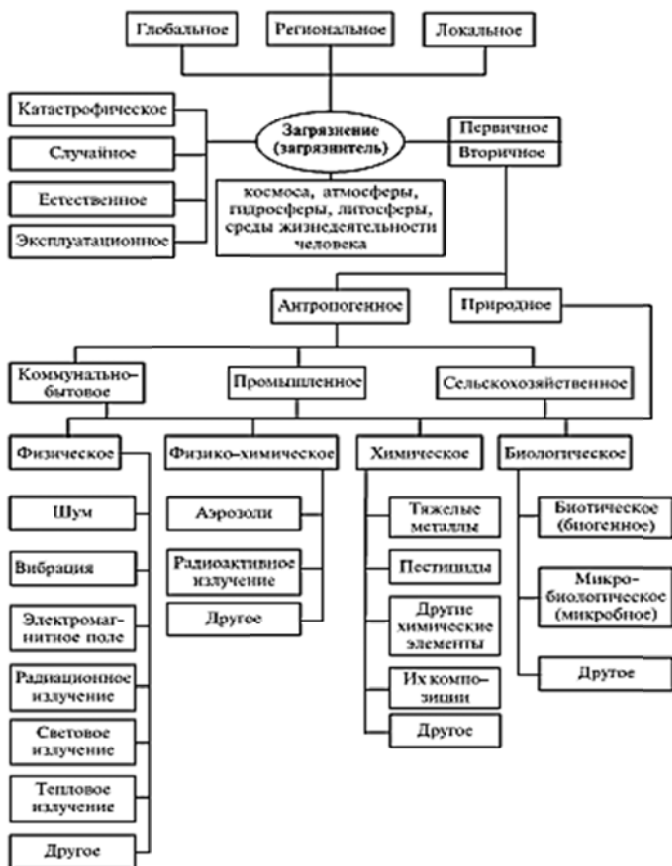 Глобальное
Региональное
Локальное
Катастрофическое
Случайное
Естественное
Эксплуатационное
Загрязнение
(загрязнитель)
Первичное
Вторичное
космоса, атмосферы,
гидросферы, литосферы,
среды жизнедеятельности
человека
Антропогенное
Природное
Коммунально-
бытовое
Промышленное
Сельскохозяйственное
Физическое
Физико-химическое
Химическое
Биологическое
Шум
Вибрация
Электромаг-
нитное поле
Радиационное
излучение
Световое
излучение
Тепловое
излучение
Другое
Аэрозоли
Радиоактивное
излучение
Другое
Тяжелые
металлы
Пестициды
Другие
химические
элементы
Их компо-
зиции
Другое
Биотическое
(биогенное)
Микро-
биологическое
(микробное)
Другое